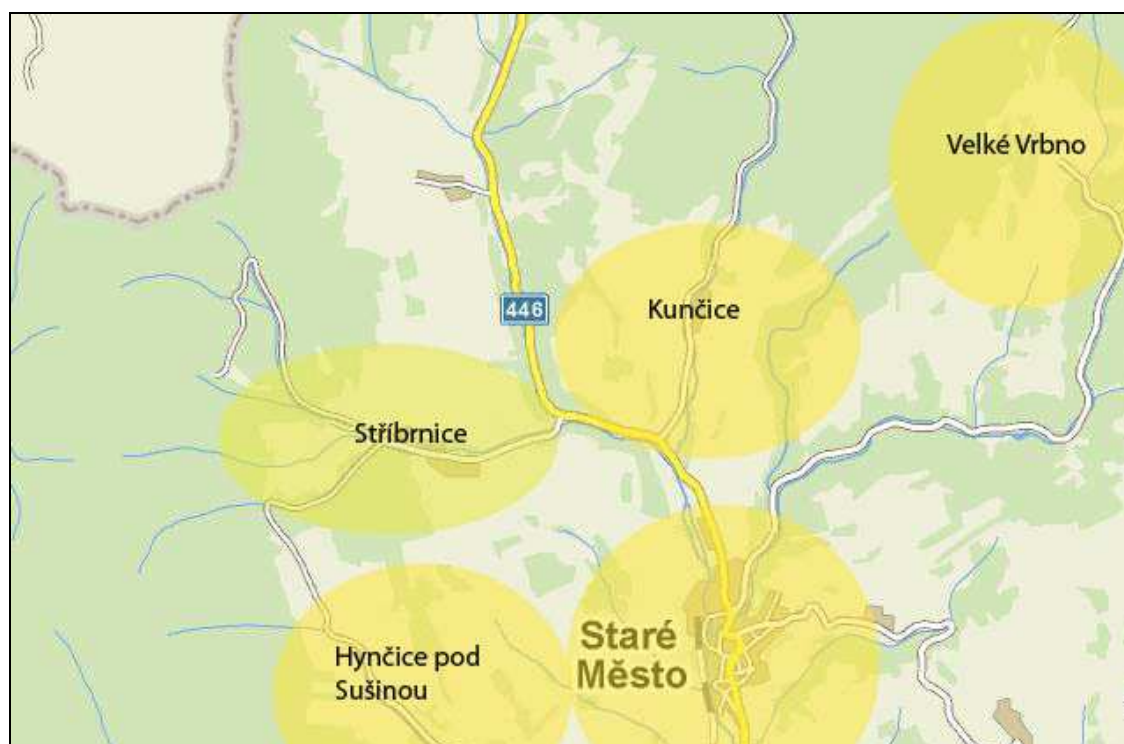 Velké Vrbno
446
Kunčice
Stříbrnice
Staré
Město
Hynčice pod
Sušinou